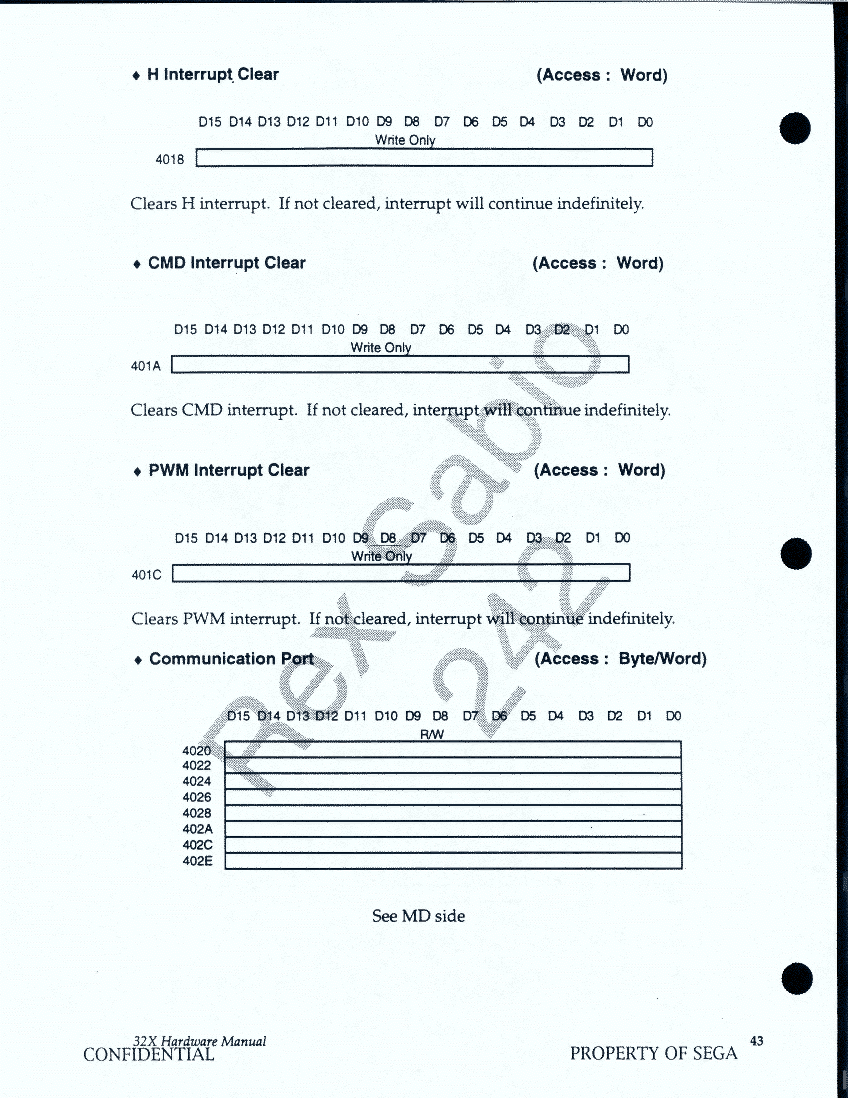 ♦ H Interrupt Clear (Access : Word)
D15 D14 D13 D12 D11 D10 D9 D8 D7 D6 D5 D4 D3 D2 D1 D0
Write Only
4018
Clears H interrupt. If not cleared, interrupt will continue indefinitely.
♦ CMD Interrupt Clear (Access : Word)
D15 D14 D13 D12 D11 D10 D9 D8 D7 D6 D5 D4 D3 D2 D1 D0
Write Only
401A
Clears CMD interrupt. If not cleared, interrupt will continue indefinitely.
♦ PWM Interrupt Clear (Access : Word)
D15 D14 D13 D12 D11 D10 D9 D8 D7 D6 D5 D4 D3 D2 D1 D0
Write Only
401C
Clears PWM interrupt. If not cleared, interrupt will continue indefinitely.
♦ Communication Port (Access : Byte/Word)
D15 D14 D13 D12 D11 D10 D9 D8 D7 D6 D5 D4 D3 D2 D1 D0
R/W
4020
4022
4024
4026
4028
402A
402C
402E
See MD side
Rex Sabio
242
32X Hardware Manual 43
CONFIDENTIAL PROPERTY OF SEGA